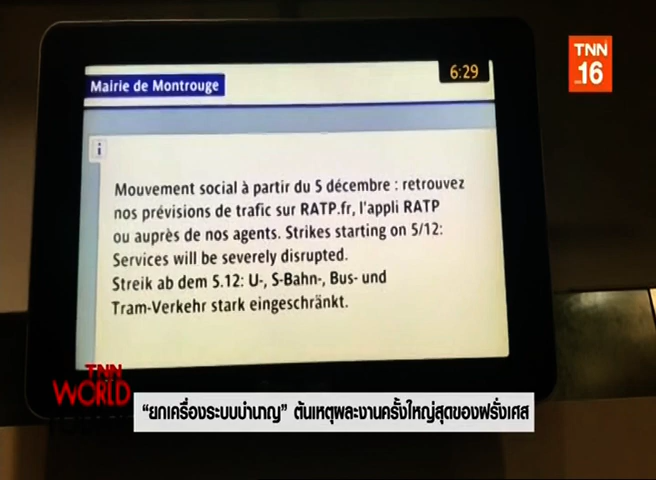 TNN
16
6:29
Mairie de Montrouge
i
Mouvement social à partir du 5 décembre : retrouvez
nos prévisions de trafic sur RATP.fr, l'appli RATP
ou auprès de nos agents. Strikes starting on 5/12:
Services will be severely disrupted.
Streik ab dem 5.12: U-, S-Bahn-, Bus- und
Tram-Verkehr stark eingeschränkt.
TNN
WORLD
“ยกเครื่องระบบบำนาญ” ต้นเหตุผละงานครั้งใหญ่สุดของฝรั่งเศส